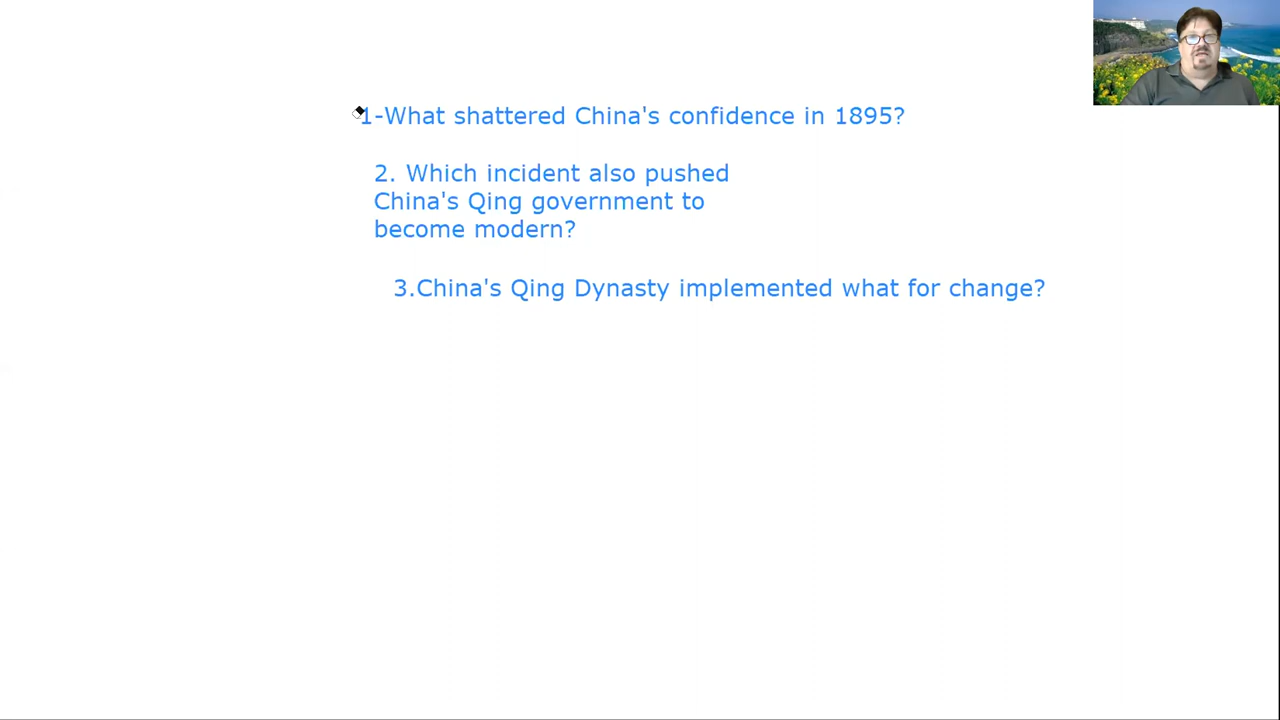 1-What shattered China's confidence in 1895?
2. Which incident also pushed
China's Qing government to
become modern?
3.China's Qing Dynasty implemented what for change?